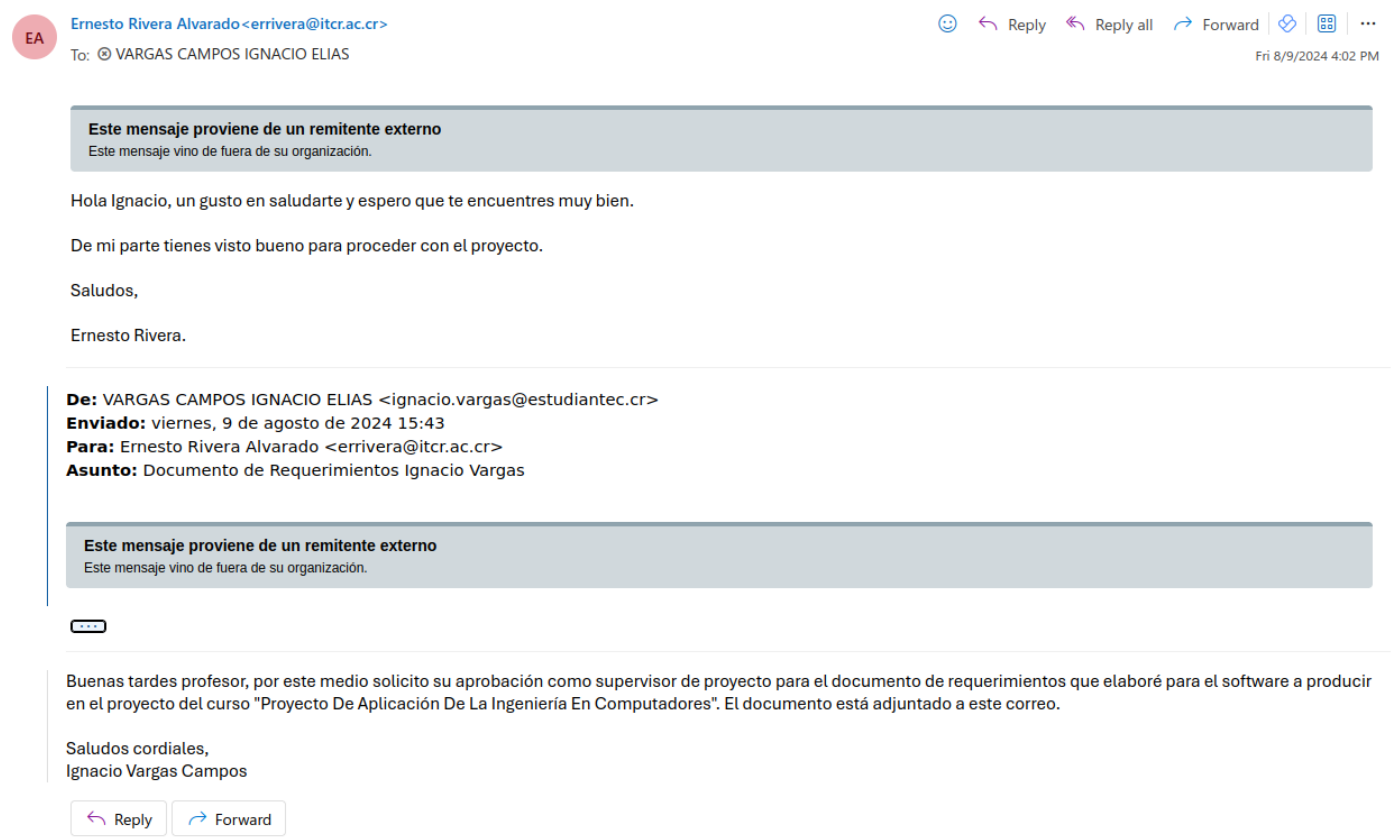 EA
Ernesto Rivera Alvarado<errivera@itcr.ac.cr>
Reply
Reply all
Forward
To: VARGAS CAMPOS IGNACIO ELIAS
Fri 8/9/2024 4:02 PM
Este mensaje proviene de un remitente externo
Este mensaje vino de fuera de su organización.
Hola Ignacio, un gusto en saludarte y espero que te encuentres muy bien.
De mi parte tienes visto bueno para proceder con el proyecto.
Saludos,
Ernesto Rivera.
De: VARGAS CAMPOS IGNACIO ELIAS <ignacio.vargas@estudiantec.cr>
Enviado: viernes, 9 de agosto de 2024 15:43
Para: Ernesto Rivera Alvarado <errivera@itcr.ac.cr>
Asunto: Documento de Requerimientos Ignacio Vargas
Este mensaje proviene de un remitente externo
Este mensaje vino de fuera de su organización.
Buenas tardes profesor, por este medio solicito su aprobación como supervisor de proyecto para el documento de requerimientos que elaboré para el software a producir
en el proyecto del curso "Proyecto De Aplicación De La Ingeniería En Computadores". El documento está adjuntado a este correo.
Saludos cordiales,
Ignacio Vargas Campos
Reply
Forward